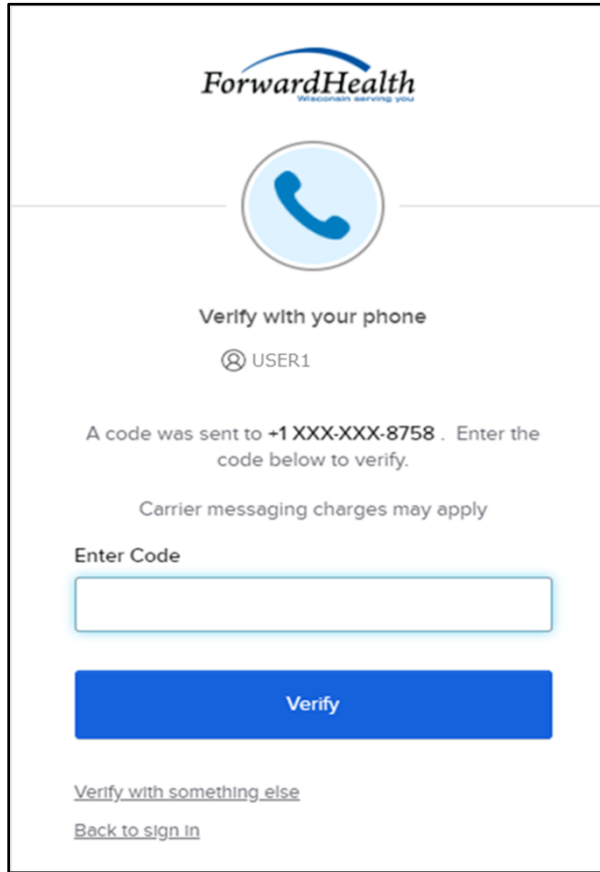 ForwardHealth
Wisconsin serving you
Verify with your phone
USER1
A code was sent to +1 XXX-XXX-8758 . Enter the
code below to verify.
Carrier messaging charges may apply
Enter Code
Verify
Verify with something else
Back to sign in